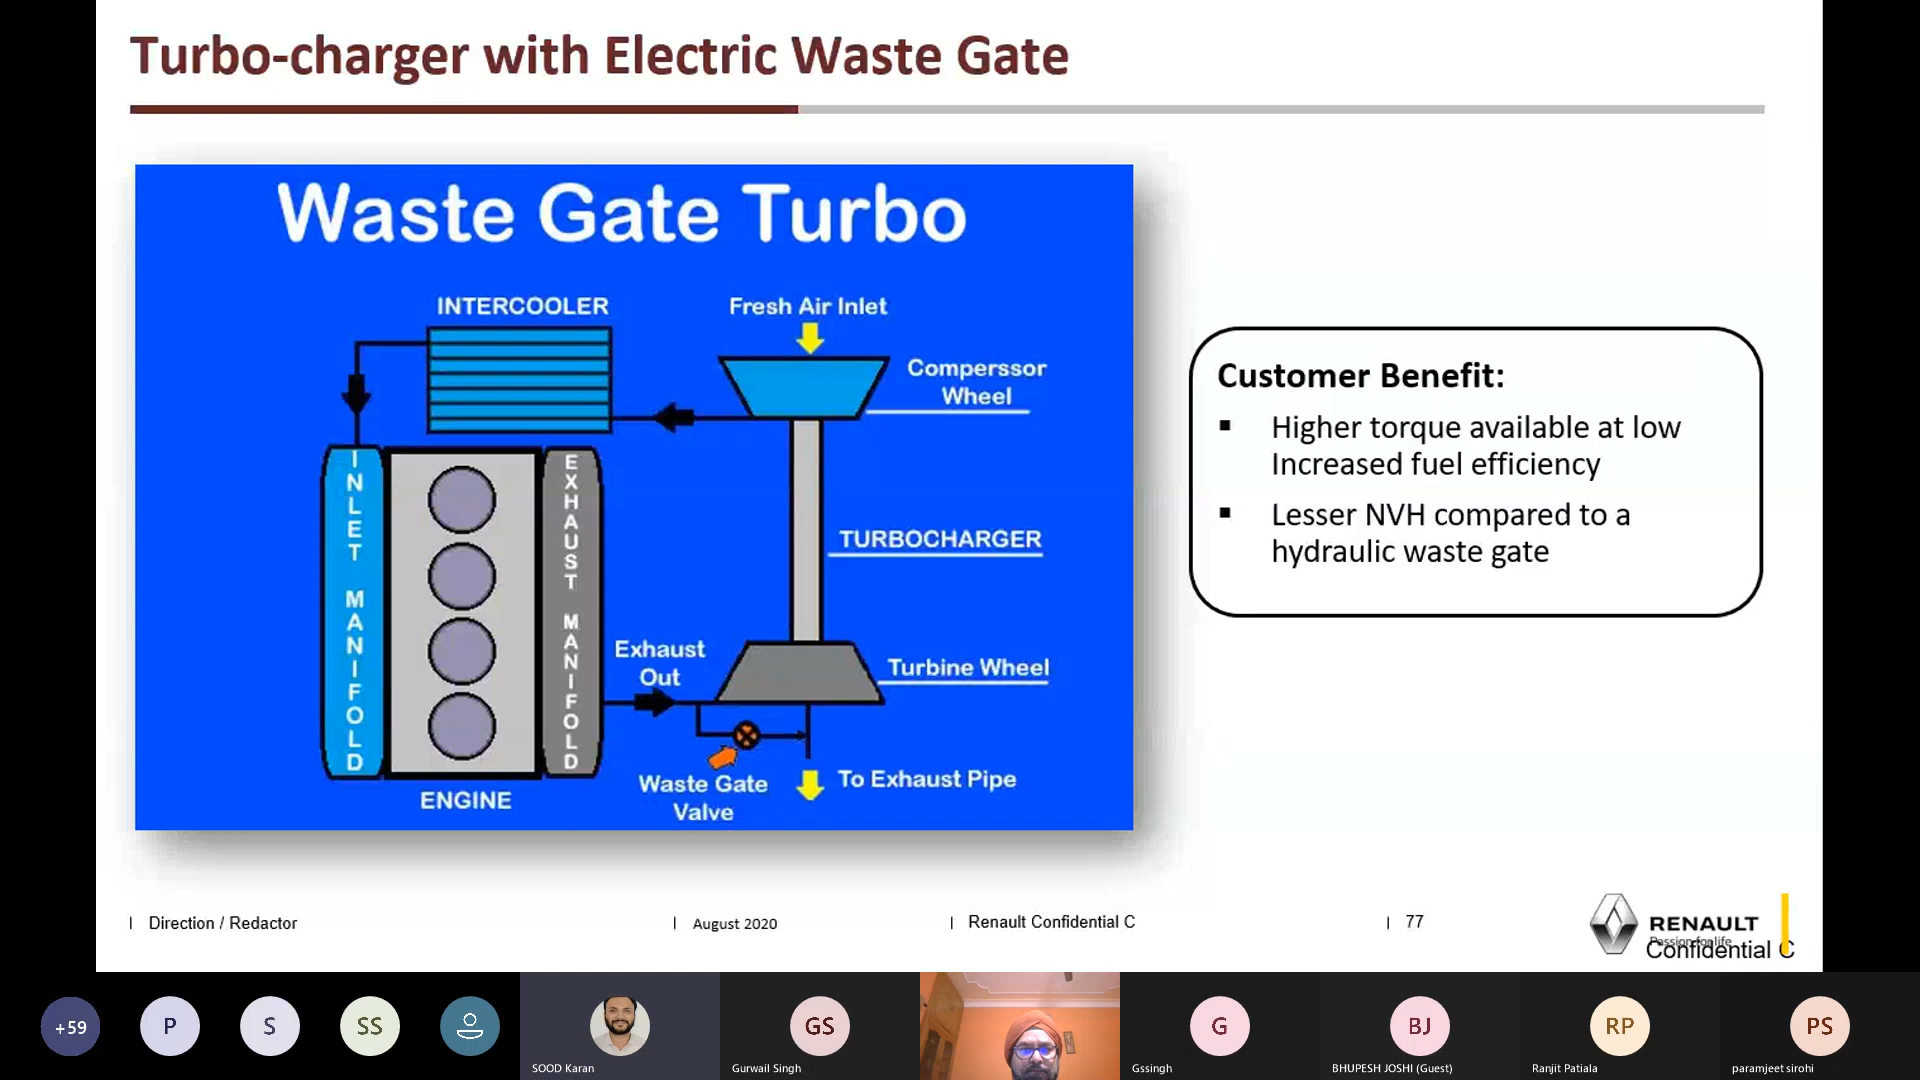 Turbo-charger with Electric Waste Gate
Waste Gate Turbo
INTERCOOLER
Fresh Air Inlet
Comperssor
Wheel
INLET MANIFOLD
EXHAUST MANIFOLD
TURBOCHARGER
Exhaust
Out
Turbine Wheel
Waste Gate
Valve
To Exhaust Pipe
ENGINE
Customer Benefit:
▪ Higher torque available at low
Increased fuel efficiency
▪ Lesser NVH compared to a
hydraulic waste gate
| Direction / Redactor
| August 2020
| Renault Confidential C
| 77
RENAULT
Passion for life
Confidential C
+59
P
S
SS
SOOD Karan
GS
Gurwail Singh
G
Gssingh
BJ
BHUPESH JOSHI (Guest)
RP
Ranjit Patiala
PS
paramjeet sirohi